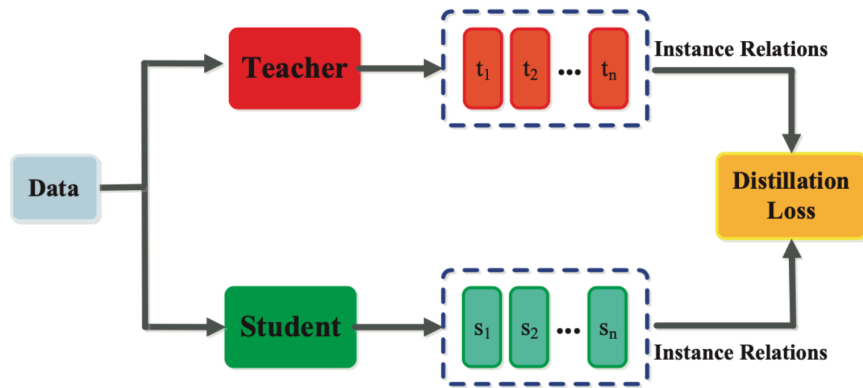 Teacher
t1 t2 ... tn
Instance Relations
Data
Distillation
Loss
Student
s1 s2 ... sn
Instance Relations